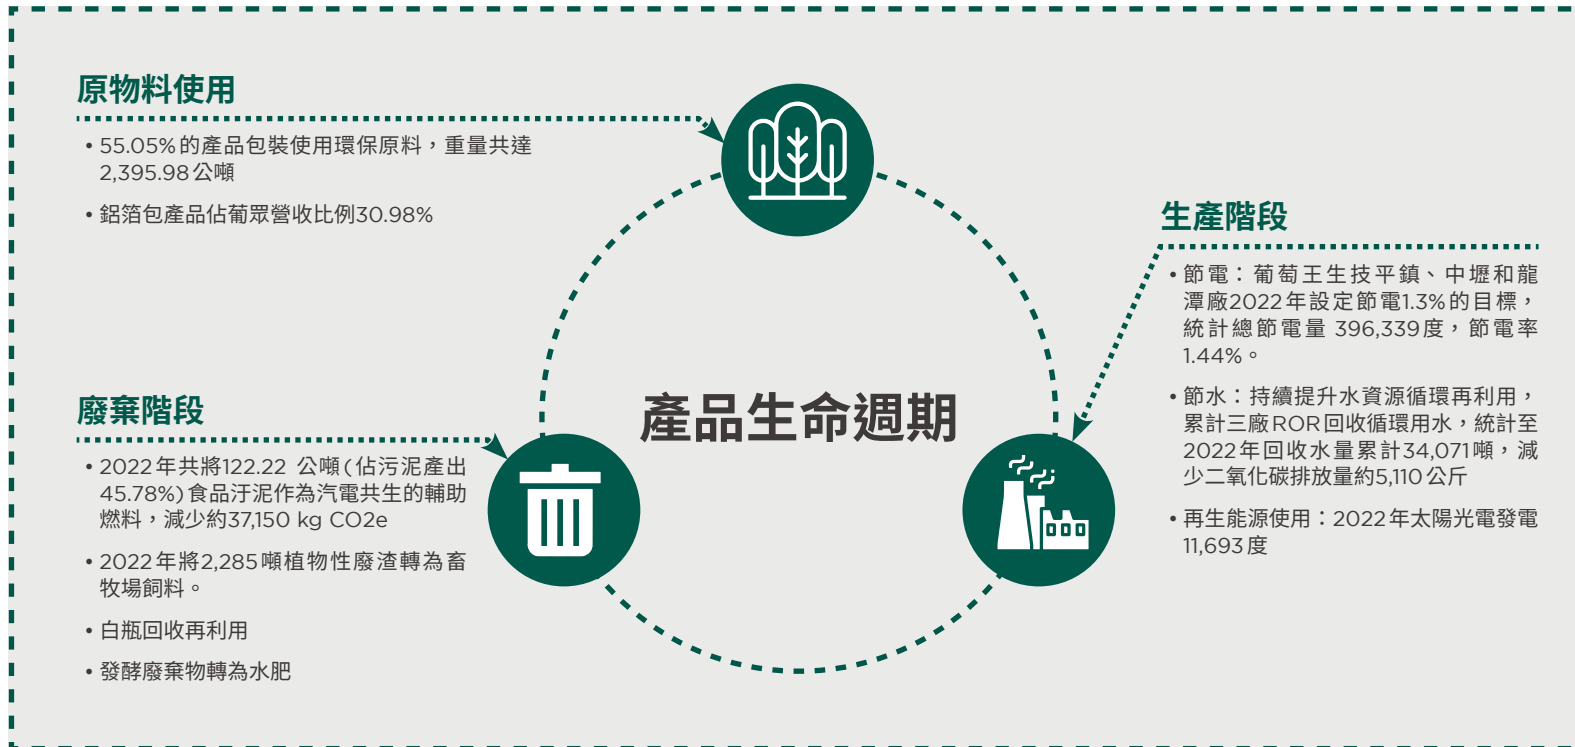 原物料使用
• 55.05%的產品包裝使用環保原料，重量共達
2,395.98公噸
• 鋁箔包產品佔葡眾營收比例30.98%
生產階段
• 節電：葡萄王生技平鎮、中壢和龍
潭廠2022年設定節電1.3%的目標，
統計總節電量 396,339度，節電率
1.44%。
• 節水：持續提升水資源循環再利用，
累計三廠ROR回收循環用水，統計至
2022年回收水量累計34,071噸，減
少二氧化碳排放量約5,110公斤
• 再生能源使用：2022年太陽光電發電
11,693度
產品生命週期
廢棄階段
• 2022年共將122.22 公噸(佔污泥產出
45.78%)食品汙泥作為汽電共生的輔助
燃料，減少約37,150 kg CO2e
• 2022年將2,285噸植物性廢渣轉為畜
牧場飼料。
• 白瓶回收再利用
• 發酵廢棄物轉為水肥